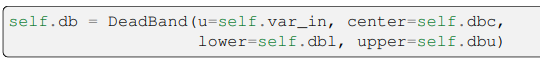 self.db = DeadBand(u=self.var_in, center=self.dbc,
lower=self.dbl, upper=self.dbu)